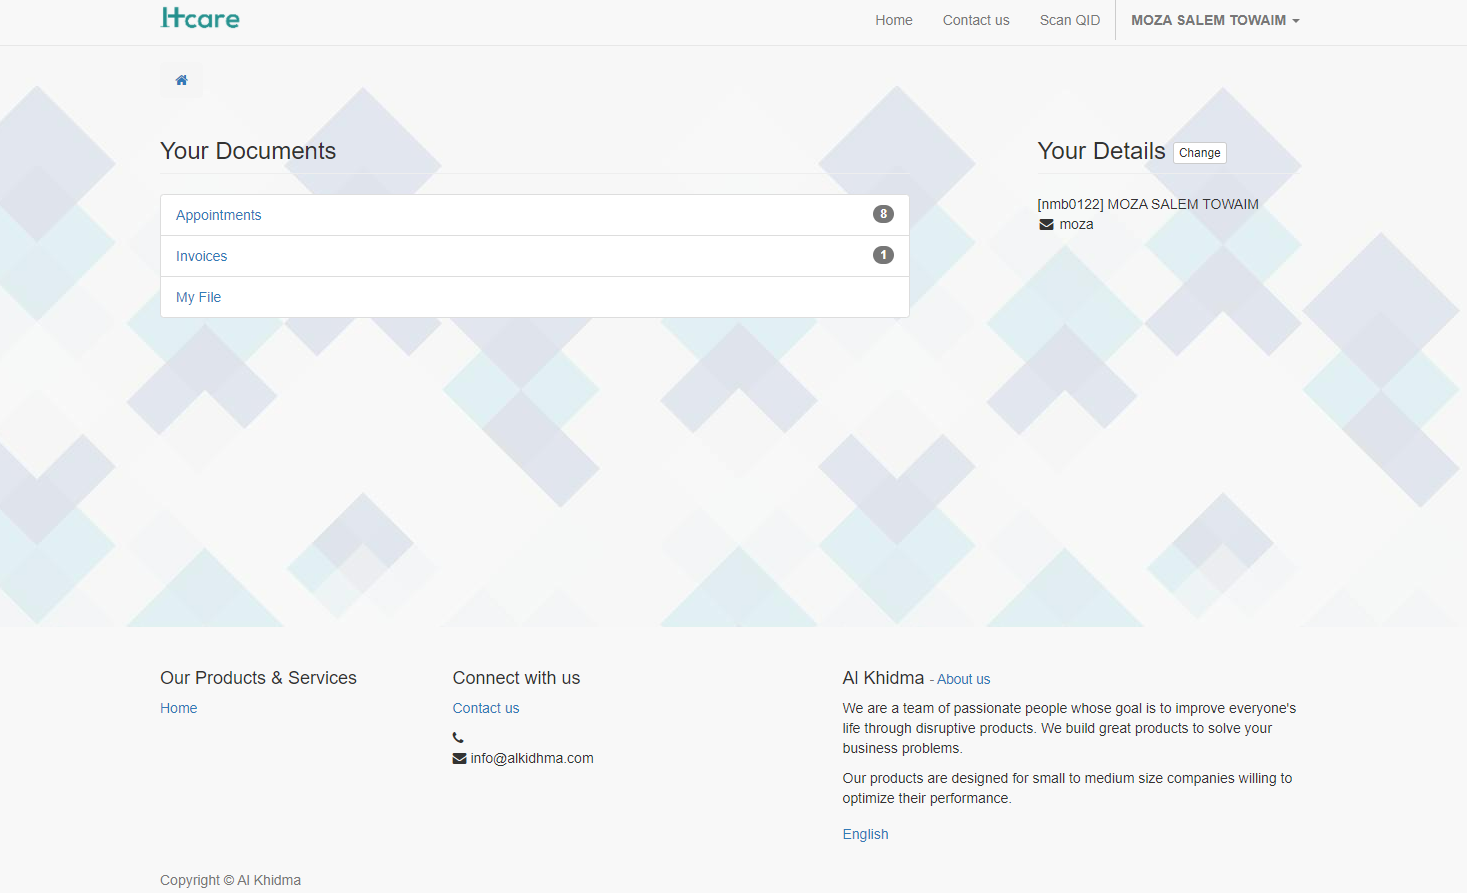 Itcare
Home
Contact us
Scan QID
MOZA SALEM TOWAIM
Your Documents
Appointments 8
Invoices 1
My File
Your Details Change
[nmb0122] MOZA SALEM TOWAIM
moza
Our Products & Services
Home
Connect with us
Contact us
info@alkidhma.com
Al Khidma - About us
We are a team of passionate people whose goal is to improve everyone's
life through disruptive products. We build great products to solve your
business problems.
Our products are designed for small to medium size companies willing to
optimize their performance.
English
Copyright © Al Khidma